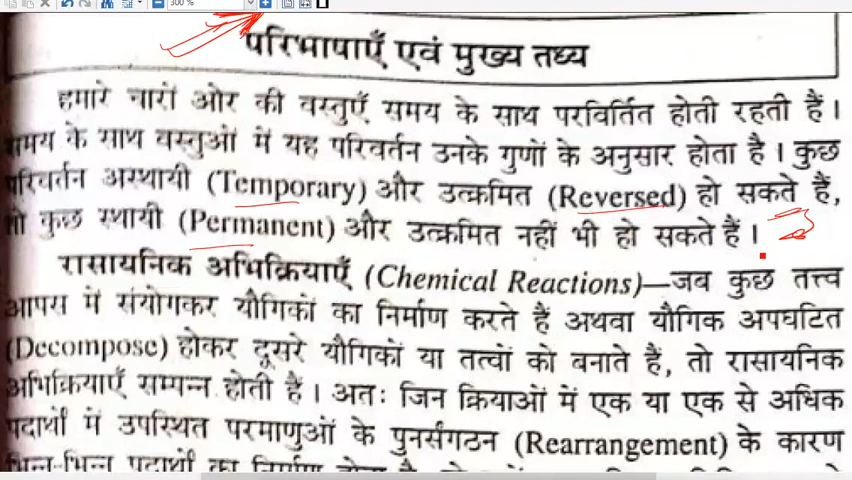 300 %
परिभाषाएँ एवं मुख्य तथ्य
हमारे चारों ओर की वस्तुएँ समय के साथ परविर्तित होती रहती हैं।
समय के साथ वस्तुओं में यह परिवर्तन उनके गुणों के अनुसार होता है। कुछ
परिवर्तन अस्थायी (Temporary) और उत्क्रमित (Reversed) हो सकते हैं,
तो कुछ स्थायी (Permanent) और उत्क्रमित नहीं भी हो सकते हैं।
रासायनिक अभिक्रियाएँ (Chemical Reactions)—जब कुछ तत्त्व
आपस में संयोगकर यौगिकों का निर्माण करते हैं अथवा यौगिक अपघटित
(Decompose) होकर दूसरे यौगिकों या तत्वों को बनाते हैं, तो रासायनिक
अभिक्रियाएँ सम्पन्न होती हैं। अतः जिन क्रियाओं में एक या एक से अधिक
पदार्थों में उपस्थित परमाणुओं के पुनर्संगठन (Rearrangement) के कारण
भिन्न-भिन्न पदार्थों का निर्माण होता है,